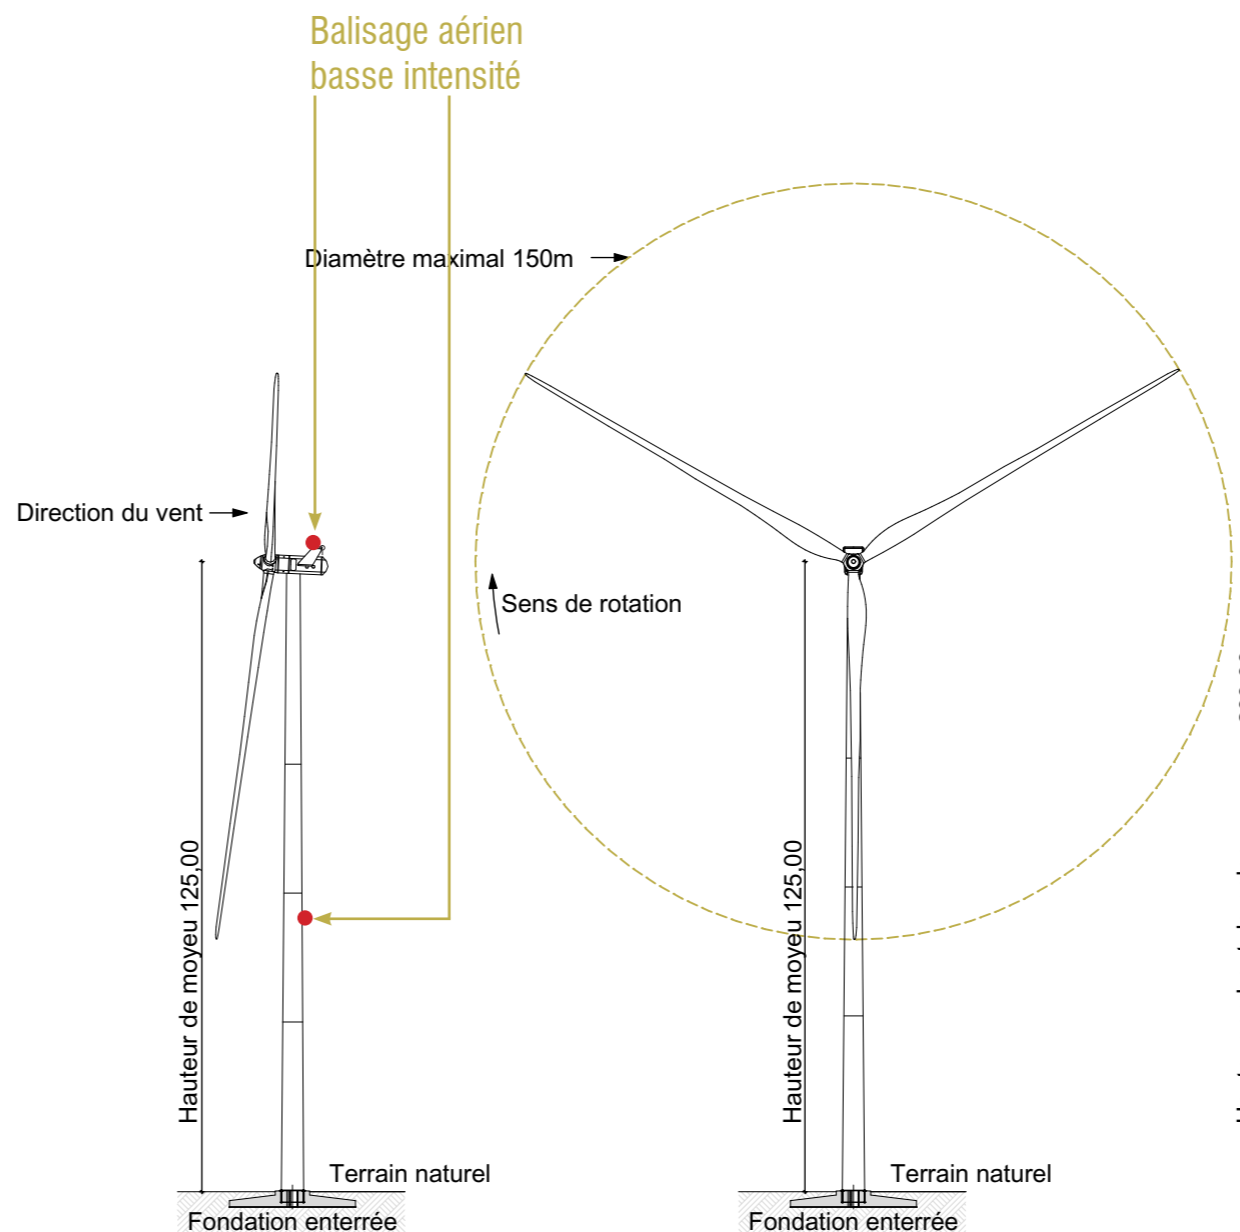 Balisage aérien
basse intensité
Diamètre maximal 150m
Direction du vent
Sens de rotation
Hauteur de moyeu 125,00
Hauteur de moyeu 125,00
Terrain naturel
Terrain naturel
Fondation enterrée
Fondation enterrée